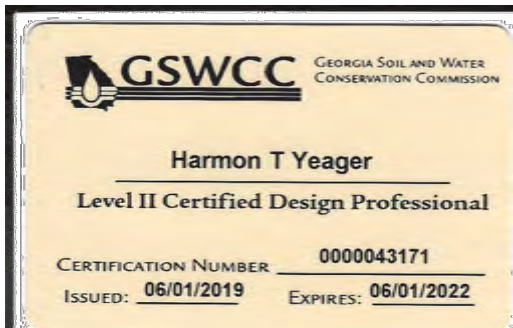 GSWCC
GEORGIA SOIL AND WATER
CONSERVATION COMMISSION
Harmon T Yeager
Level II Certified Design Professional
CERTIFICATION NUMBER 0000043171
ISSUED: 06/01/2019 EXPIRES: 06/01/2022